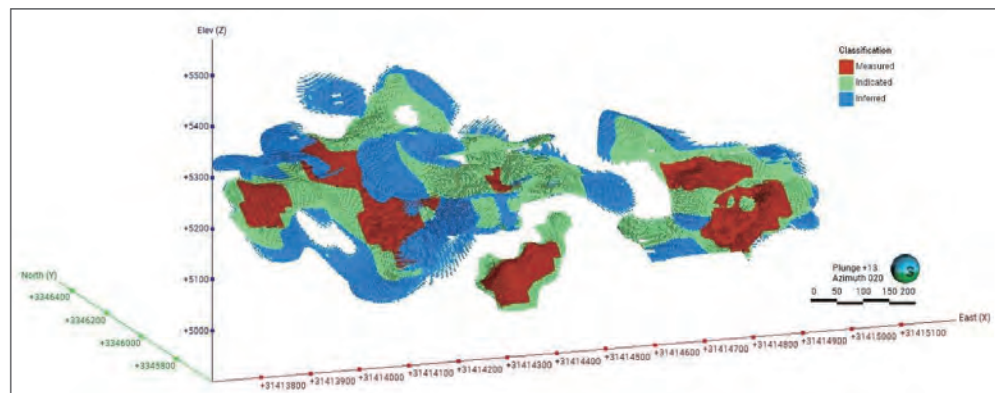 Elev (Z)
+5500
+5400
+5300
+5200
+5100
+5000
Classification
Measured
Indicated
Inferred
North (Y)
+3346400
+3346200
+3346000
+3345800
Plunge +13
Azimuth 020
0 50 100 150 200
S
East (X)
+31413800
+31413900
+31414000
+31414100
+31414200
+31414300
+31414400
+31414500
+31414600
+31414700
+31414800
+31414900
+31415000
+31415100